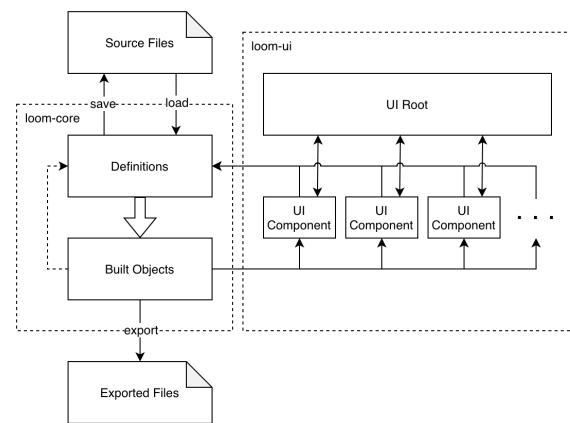 Source Files
loom-ui
save
load
UI Root
loom-core
Definitions
UI
Component
UI
Component
UI
Component
. . .
Built Objects
export
Exported Files